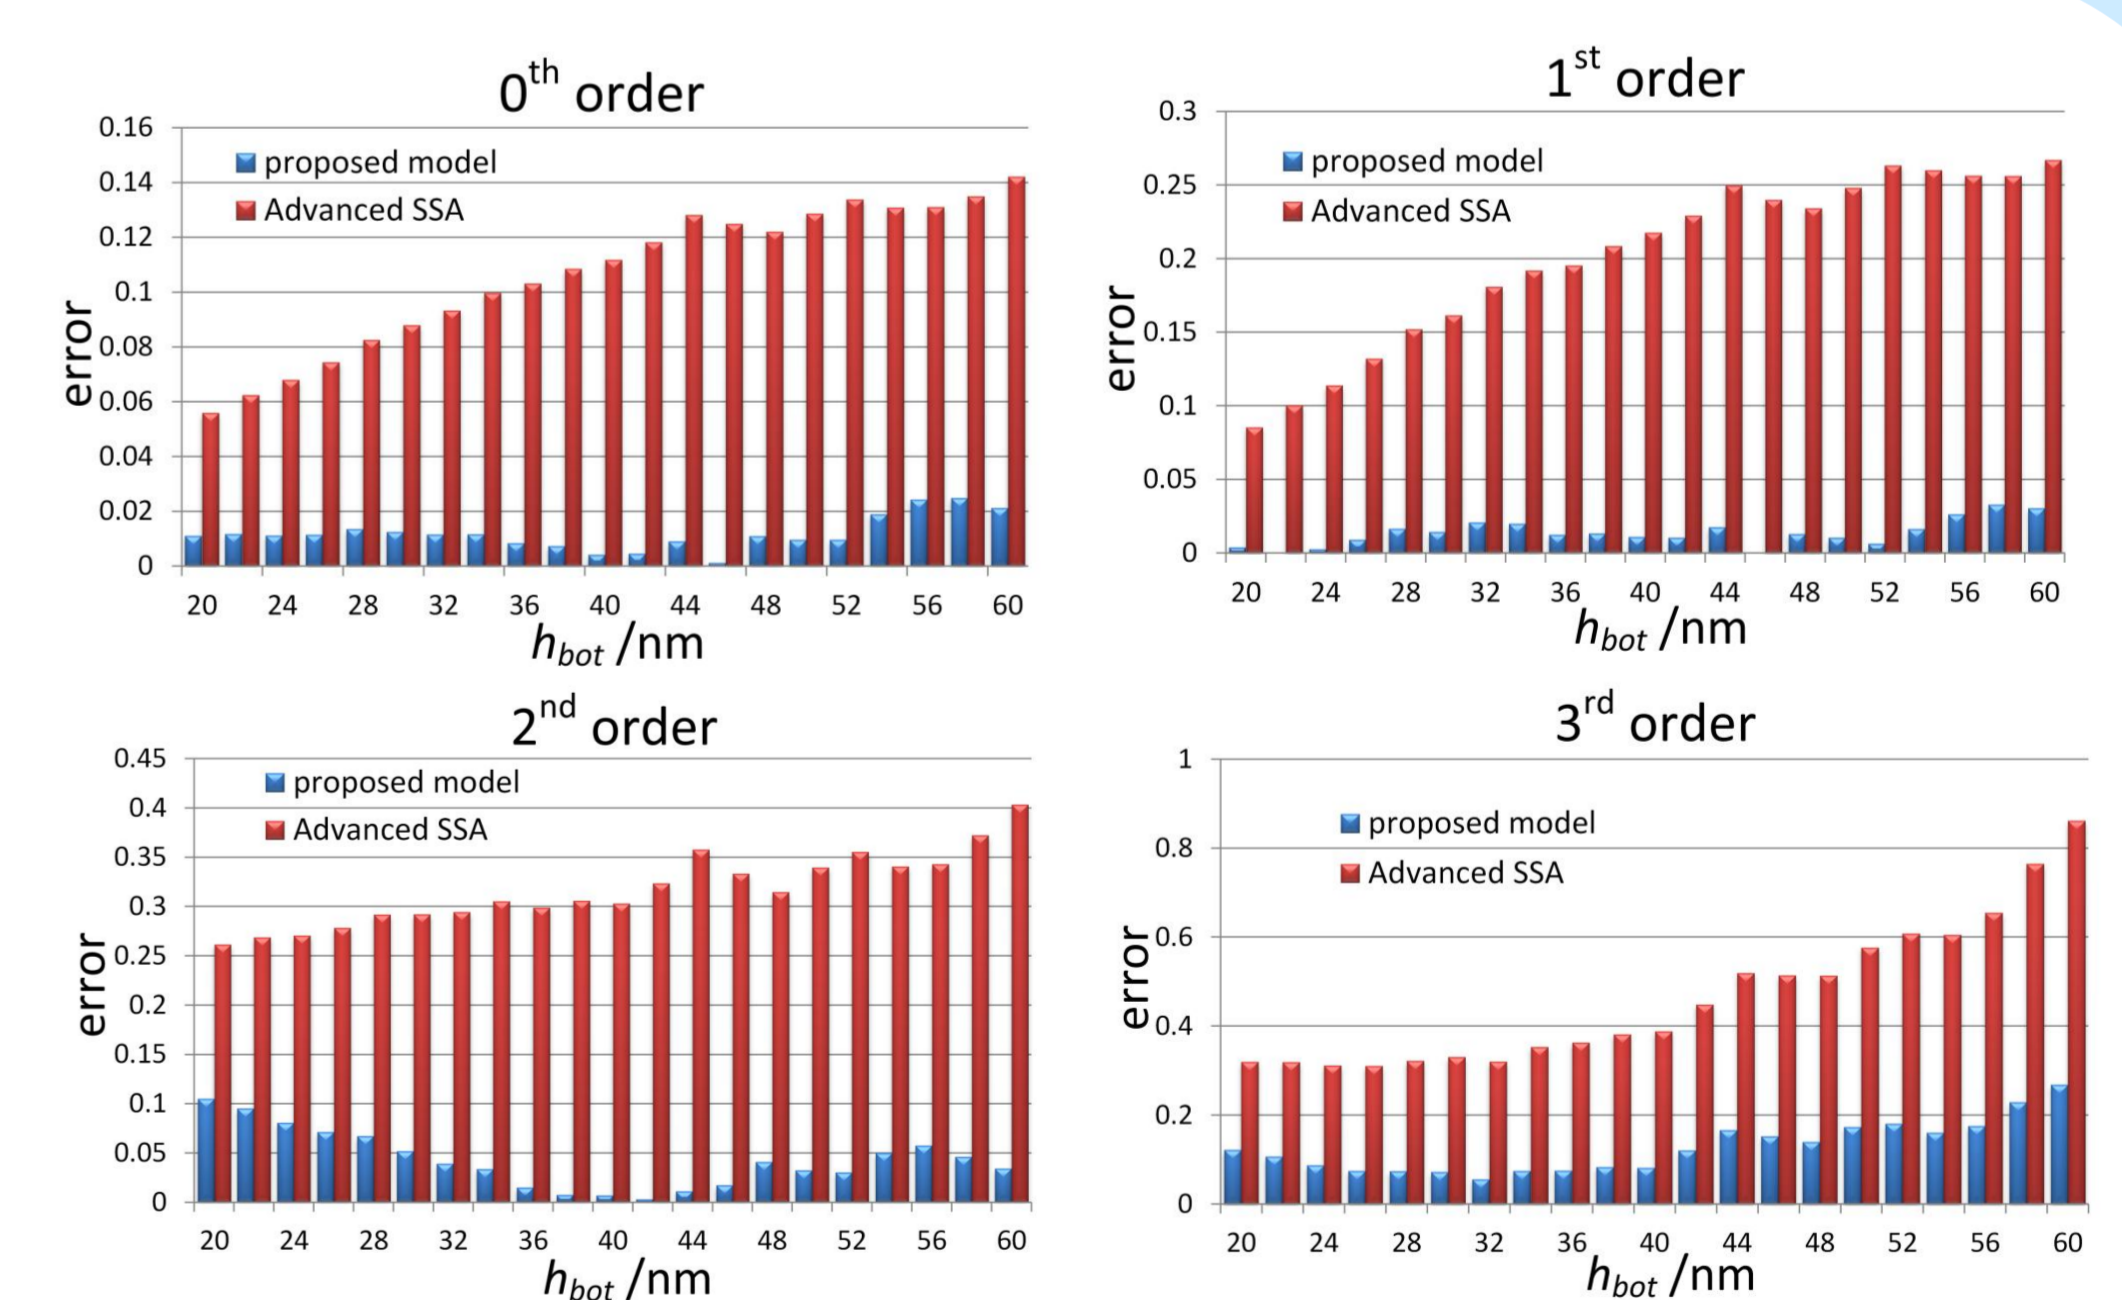 0th order
0.16
0.14
0.12
0.1
0.08
0.06
0.04
0.02
0
error
proposed model
Advanced SSA
20 24 28 32 36 40 44 48 52 56 60
hbot /nm
1st order
0.3
0.25
0.2
0.15
0.1
0.05
0
error
proposed model
Advanced SSA
20 24 28 32 36 40 44 48 52 56 60
hbot /nm
2nd order
0.45
0.4
0.35
0.3
0.25
0.2
0.15
0.1
0.05
0
error
proposed model
Advanced SSA
20 24 28 32 36 40 44 48 52 56 60
hbot /nm
3rd order
1
0.8
0.6
0.4
0.2
0
error
proposed model
Advanced SSA
20 24 28 32 36 40 44 48 52 56 60
hbot /nm